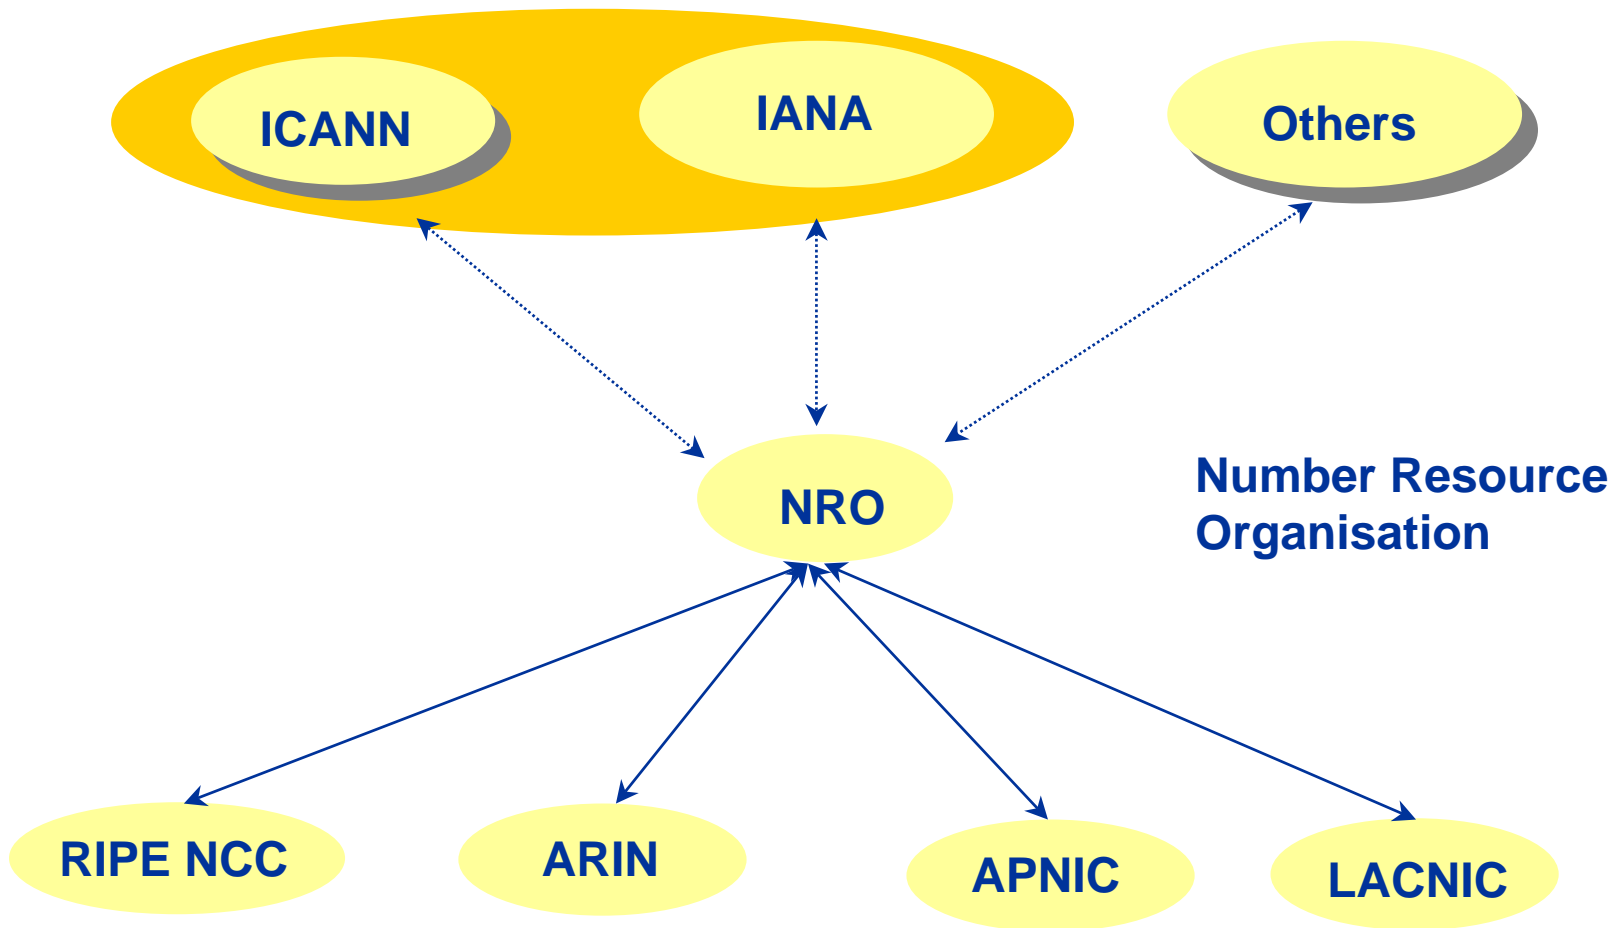 ICANN
IANA
Others
NRO
Number Resource
Organisation
RIPE NCC
ARIN
APNIC
LACNIC